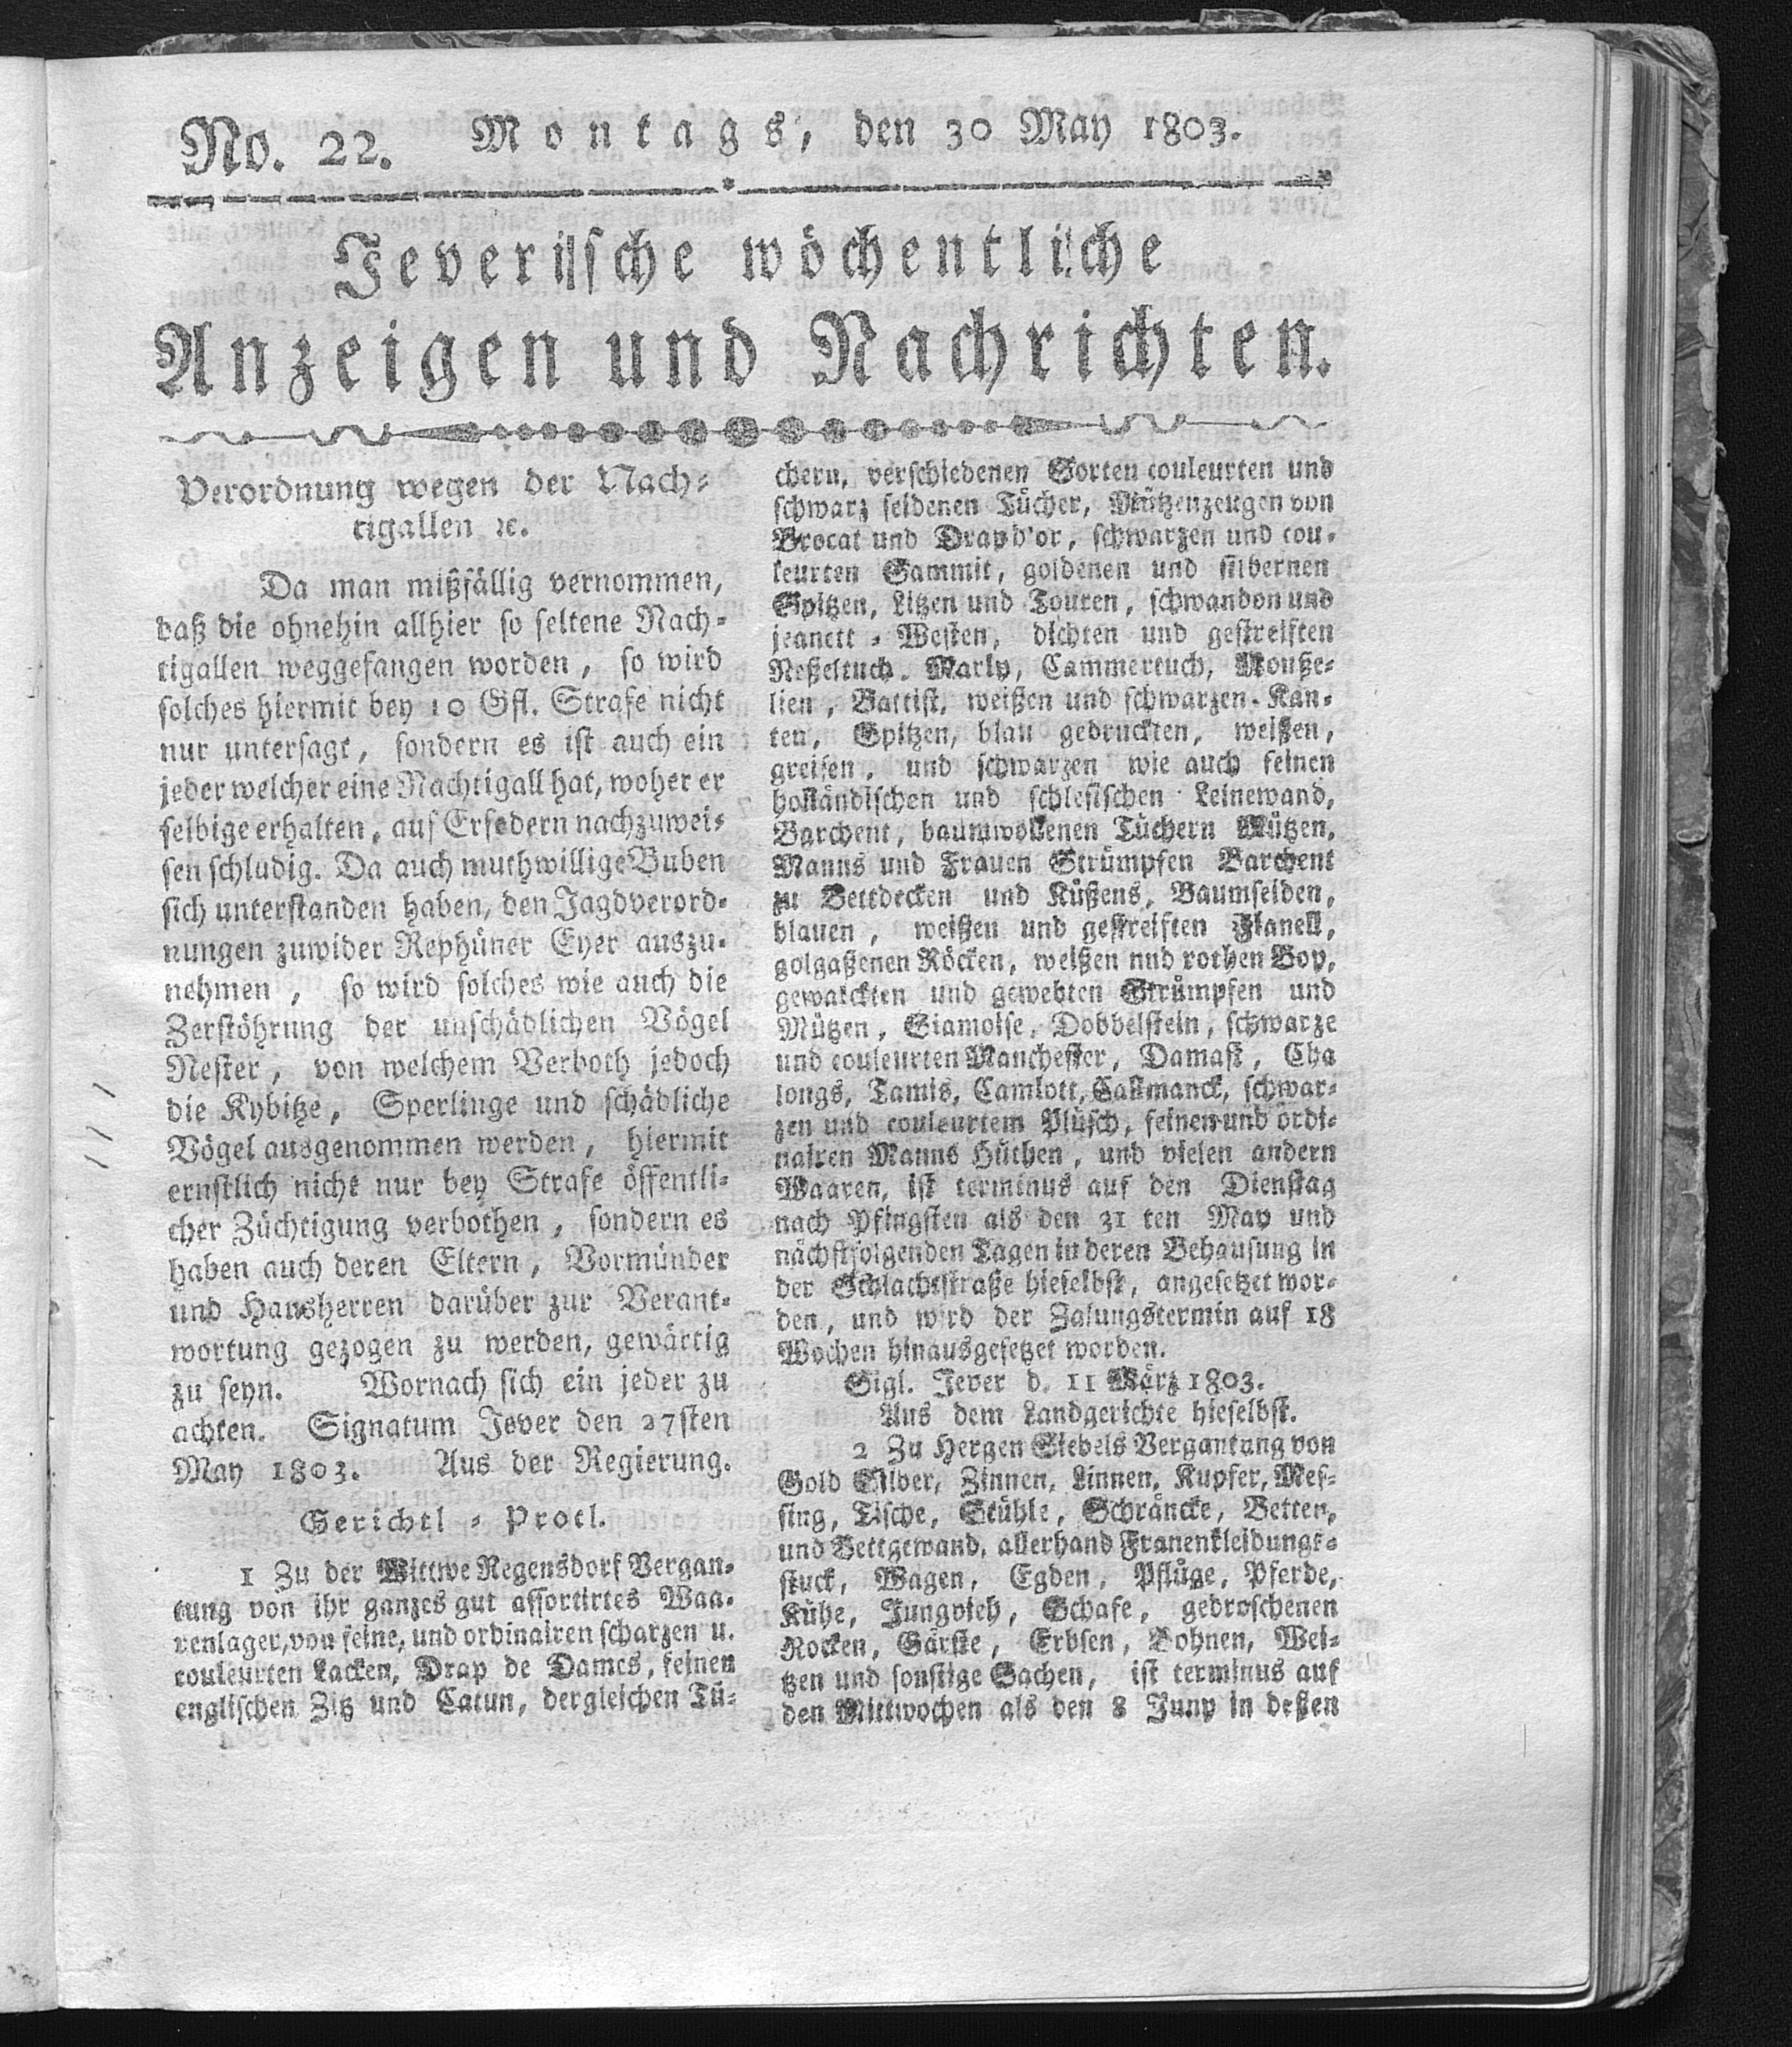 No. 22. Montags, den 30 May 1803.
Jeverische wöchentliche
Anzeigen und Nachrichten.
Verordnung wegen der Nach-
tigallen ꝛc.
Da man mißfällig vernommen,
daß die ohnehin allhier so seltene Nach-
tigallen weggefangen worden, so wird
solches hiermit bey 10 Gfl. Strafe nicht
nur untersagt, sondern es ist auch ein
jeder welcher eine Nachtigall hat, woher er
selbige erhalten, auf Erfodern nachzuwei-
sen schludig. Da auch muthwillige Buben
sich unterstanden haben, den Jagdverord-
nungen zuwider Rephüner Eyer auszu-
nehmen, so wird solches wie auch die
Zerstöhrung der unschädlichen Vögel
Nester, von welchem Verboth jedoch
die Kybitze, Sperlinge und schädliche
Vögel ausgenommen werden, hiermit
ernstlich nicht nur bey Strafe öffentli-
cher Züchtigung verbothen, sondern es
haben auch deren Eltern, Vormünder
und Hausherren darüber zur Verant-
wortung gezogen zu werden, gewärtig
zu seyn. Wornach sich ein jeder zu
achten. Signatum Jever den 27sten
May 1803. Aus der Regierung.
Gerichtl-Procl.
1 Zu der Wittwe Regensdorf Vergan-
tung von ihr ganzes gut assortirtes Waa-
renlager, von feine, und ordinairen scharzen u.
couleurten Lacken, Drap de Dames, feinen
englischen Zitz und Catun, dergleichen Tü-
chern, verschiedenen Sorten couleurten und
schwarz seidenen Tücher, Mützenzeugen von
Brocat und Drapd'or, schwarzen und cou-
leurten Sammit, goldenen und silbernen
Spitzen, Litzen und Touren, schwandon und
jeanett-Westen, dichten und gestreiften
Neßeltuch. Marly, Cammertuch, Mouße-
lien, Battist, weißen und schwarzen Kan-
ten, Spitzen, blau gedruckten, weißen,
greisen, und schwarzen wie auch feinen
holländischen und schlesischen Leinewand,
Barchent, baumwollenen Tüchern Mützen,
Manns und Frauen Strümpfen Barchent
zu Bettdecken und Küßens, Baumseiden,
blauen, weißen und gestreiften Flanell,
golgaßenen Röcken, weißen nnd rothen Boy,
gewalckten und gewebten Strümpfen und
Mützen, Siamoise, Dobbelstein, schwarze
und couleurten Manchester, Damast, Cha
longs, Tamis, Camlott, Callmanck, schwar-
zen und couleurtem Plüsch, feinen und ordi-
nairen Manns Hüthen, und vielen andern
Waaren, ist terminus auf den Dienstag
nach Pfingsten als den 31 ten May und
nächstfolgenden Tagen in deren Behausung in
der Schlachtstraße hieselbst, angesetzet wor-
den, und wird der Zalungstermin auf 18
Wochen hinausgesetzet worden.
Sigl. Jever d. 11 März 1803.
Aus dem Landgerichte hieselbst.
2 Zu Hergen Siebels Vergantung von
Gold Silber, Zinnen, Linnen, Kupfer, Mes-
sing, Tische, Stühle, Schräncke, Betten,
und Bettgewand, allerhand Franenkleidungs-
stuck, Wagen, Egden, Pflüge, Pferde,
Kühe, Jungvieh, Schafe, gedroschenen
Rocken, Gärste, Erbsen, Bohnen, Wei-
tzen und sonstige Sachen, ist terminus auf
den Mittwochen als den 8 Juny in deßen